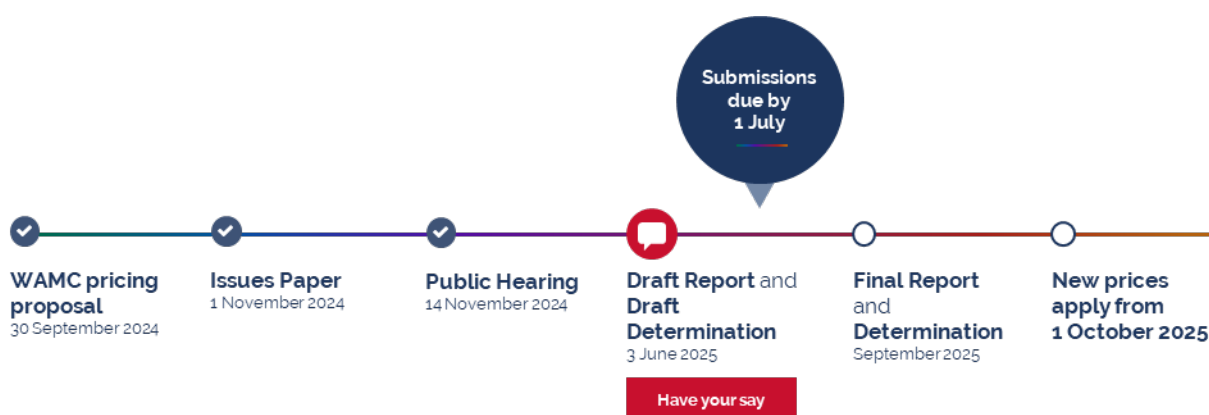 Submissions
due by
1 July
WAMC pricing
proposal
30 September 2024
Issues Paper
1 November 2024
Public Hearing
14 November 2024
Draft Report and
Draft
Determination
3 June 2025
Have your say
Final Report
and
Determination
September 2025
New prices
apply from
1 October 2025